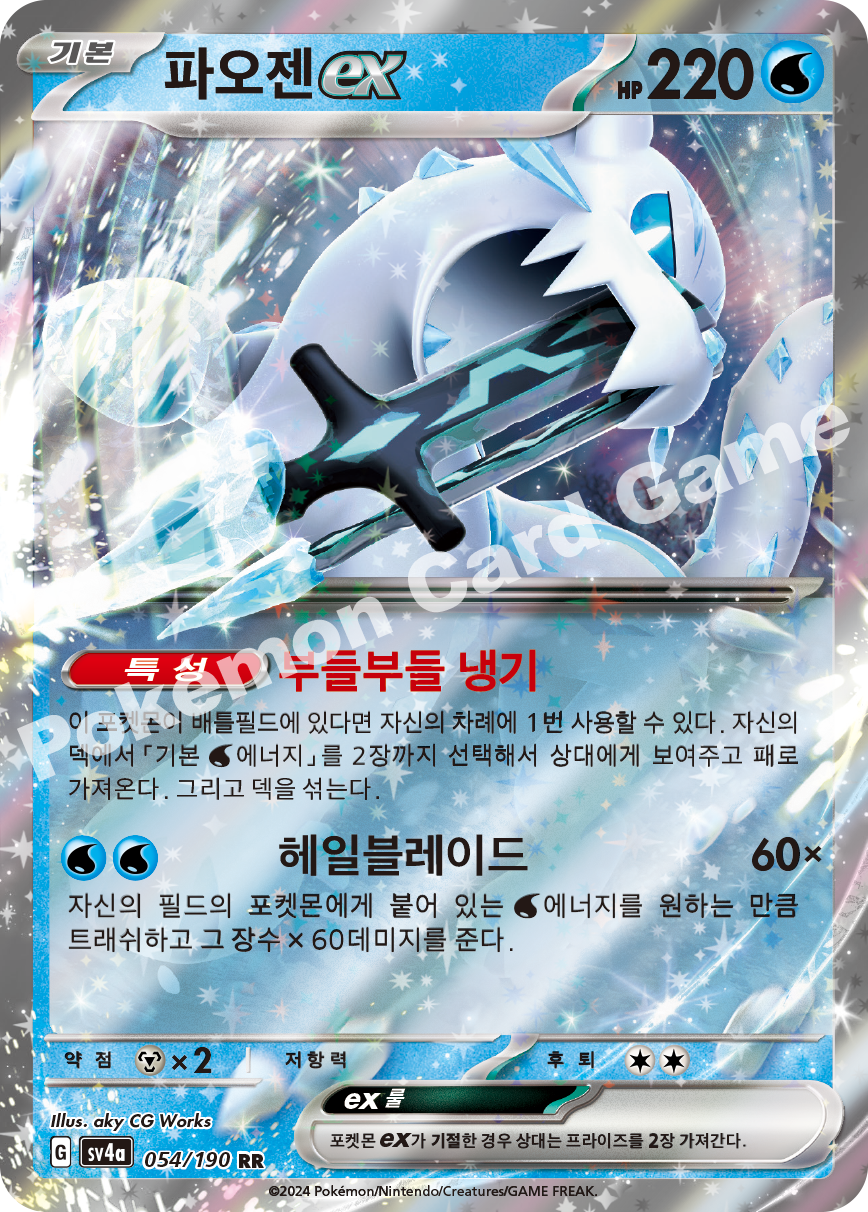 기본 파오젠 ex HP 220
Pokémon Card Game
특성 부들부들 냉기
이 포켓몬이 배틀필드에 있다면 자신의 차례에 1번 사용할 수 있다. 자신의
덱에서 「기본 에너지」를 2장까지 선택해서 상대에게 보여주고 패로
가져온다. 그리고 덱을 섞는다.
헤일블레이드 60×
자신의 필드의 포켓몬에게 붙어 있는 에너지를 원하는 만큼
트래쉬하고 그 장수 × 60데미지를 준다.
약점 ×2 저항력 후퇴
ex 룰
포켓몬 ex가 기절한 경우 상대는 프라이즈를 2장 가져간다.
Illus. aky CG Works
G sv4a 054/190 RR
©2024 Pokémon/Nintendo/Creatures/GAME FREAK.